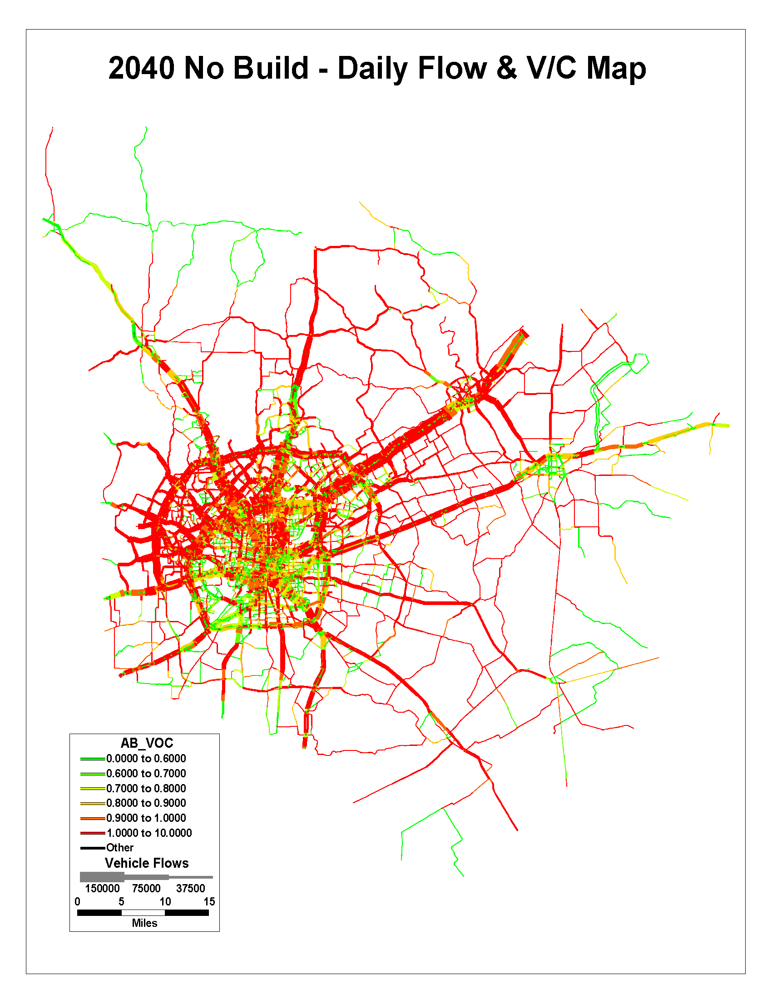 2040 No Build - Daily Flow & V/C Map
AB_VOC
0.0000 to 0.6000
0.6000 to 0.7000
0.7000 to 0.8000
0.8000 to 0.9000
0.9000 to 1.0000
1.0000 to 10.0000
Other
Vehicle Flows
150000 75000 37500
0 5 10 15
Miles